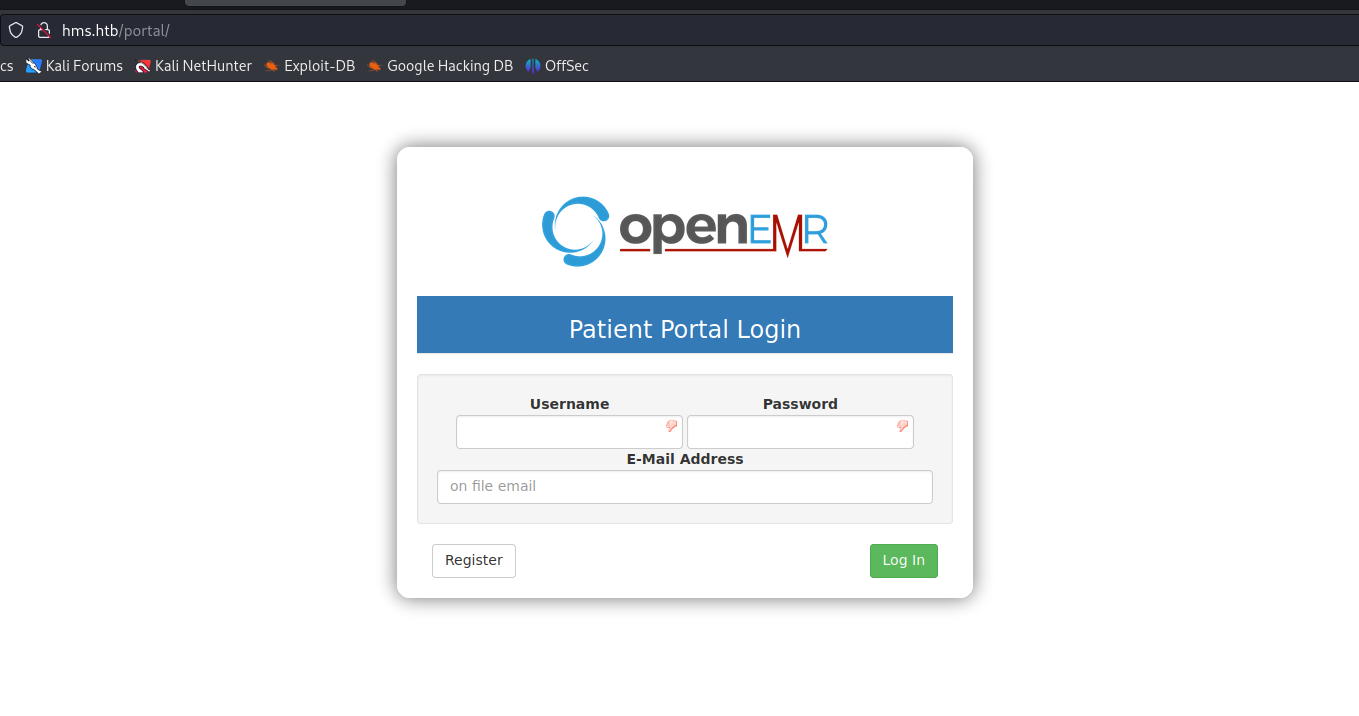 hms.htb/portal/
cs Kali Forums Kali NetHunter Exploit-DB Google Hacking DB OffSec
openEMR
Patient Portal Login
Username Password
E-Mail Address
on file email
Register Log In